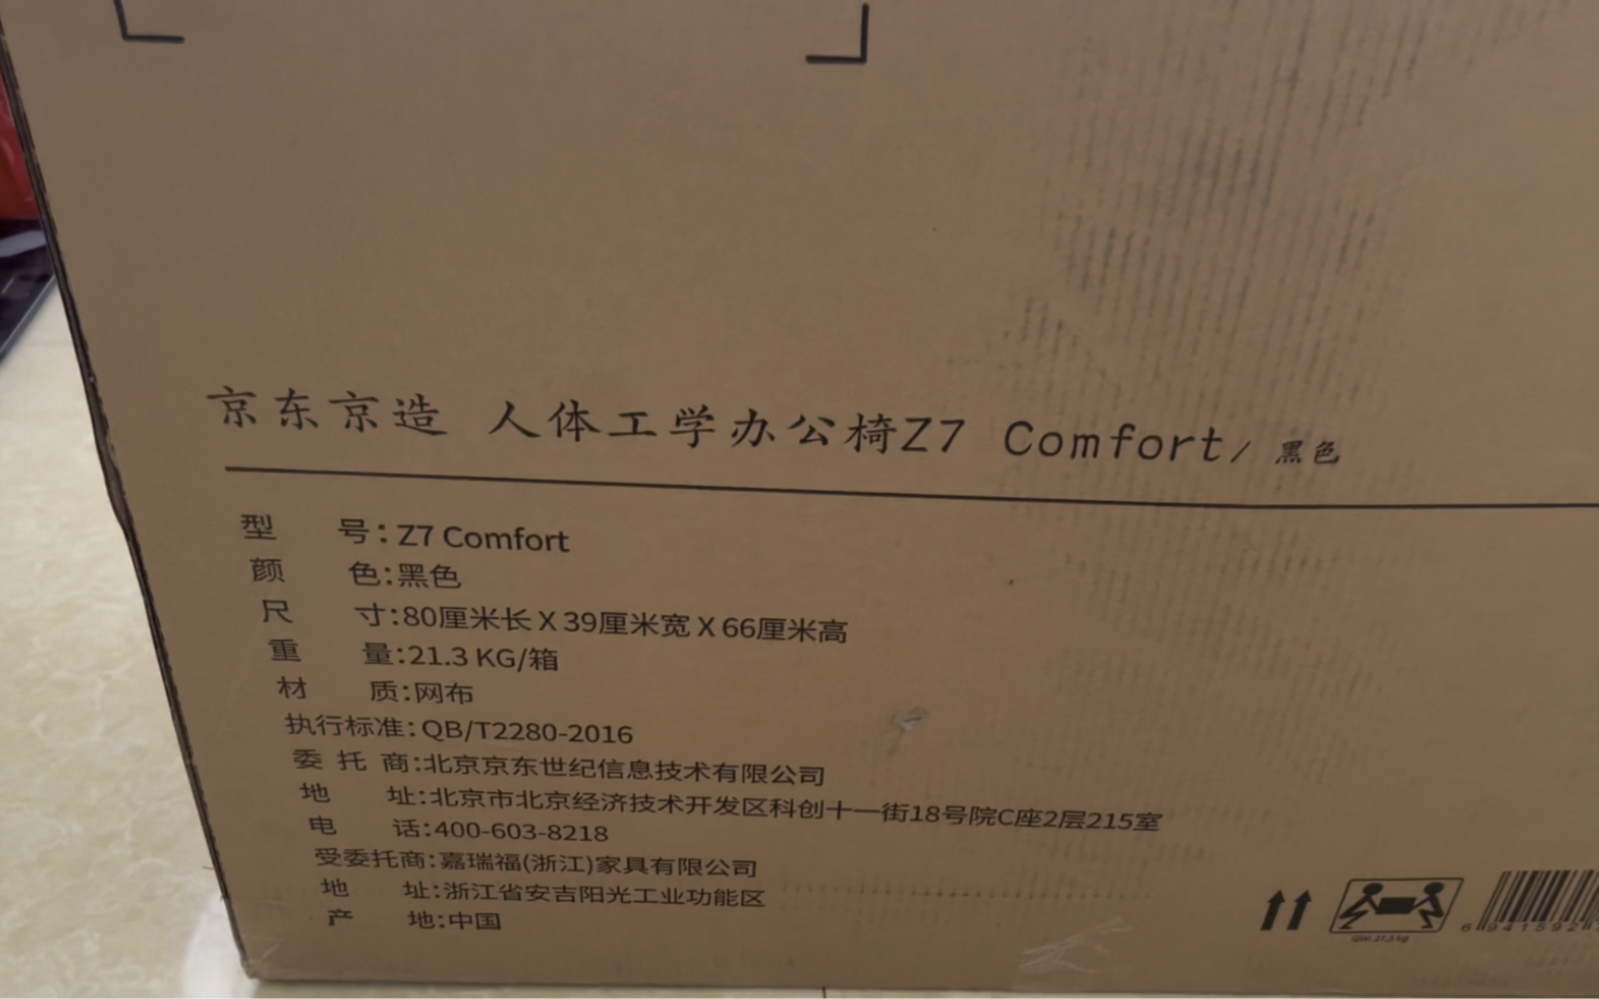 京东京造 人体工学办公椅Z7 Comfort/ 黑色
型 号:Z7 Comfort
颜 色:黑色
尺 寸:80厘米长 X 39厘米宽 X 66厘米高
重 量:21.3 KG/箱
材 质:网布
执行标准:QB/T2280-2016
委 托 商:北京京东世纪信息技术有限公司
地 址:北京市北京经济技术开发区科创十一街18号院C座2层215室
电 话:400-603-8218
受委托商:嘉瑞福(浙江)家具有限公司
地 址:浙江省安吉阳光工业功能区
产 地:中国
GW: 21.3 kg
6 941592